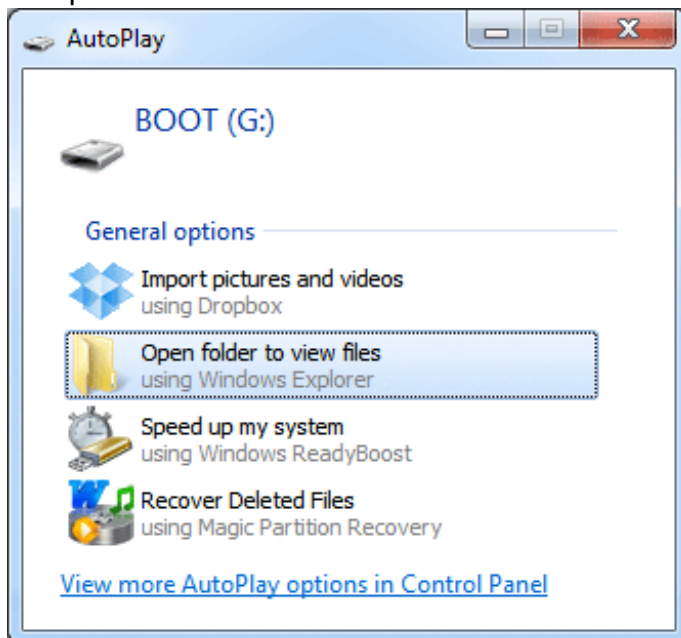 AutoPlay
BOOT (G:)
General options
Import pictures and videos
using Dropbox
Open folder to view files
using Windows Explorer
Speed up my system
using Windows ReadyBoost
Recover Deleted Files
using Magic Partition Recovery
View more AutoPlay options in Control Panel